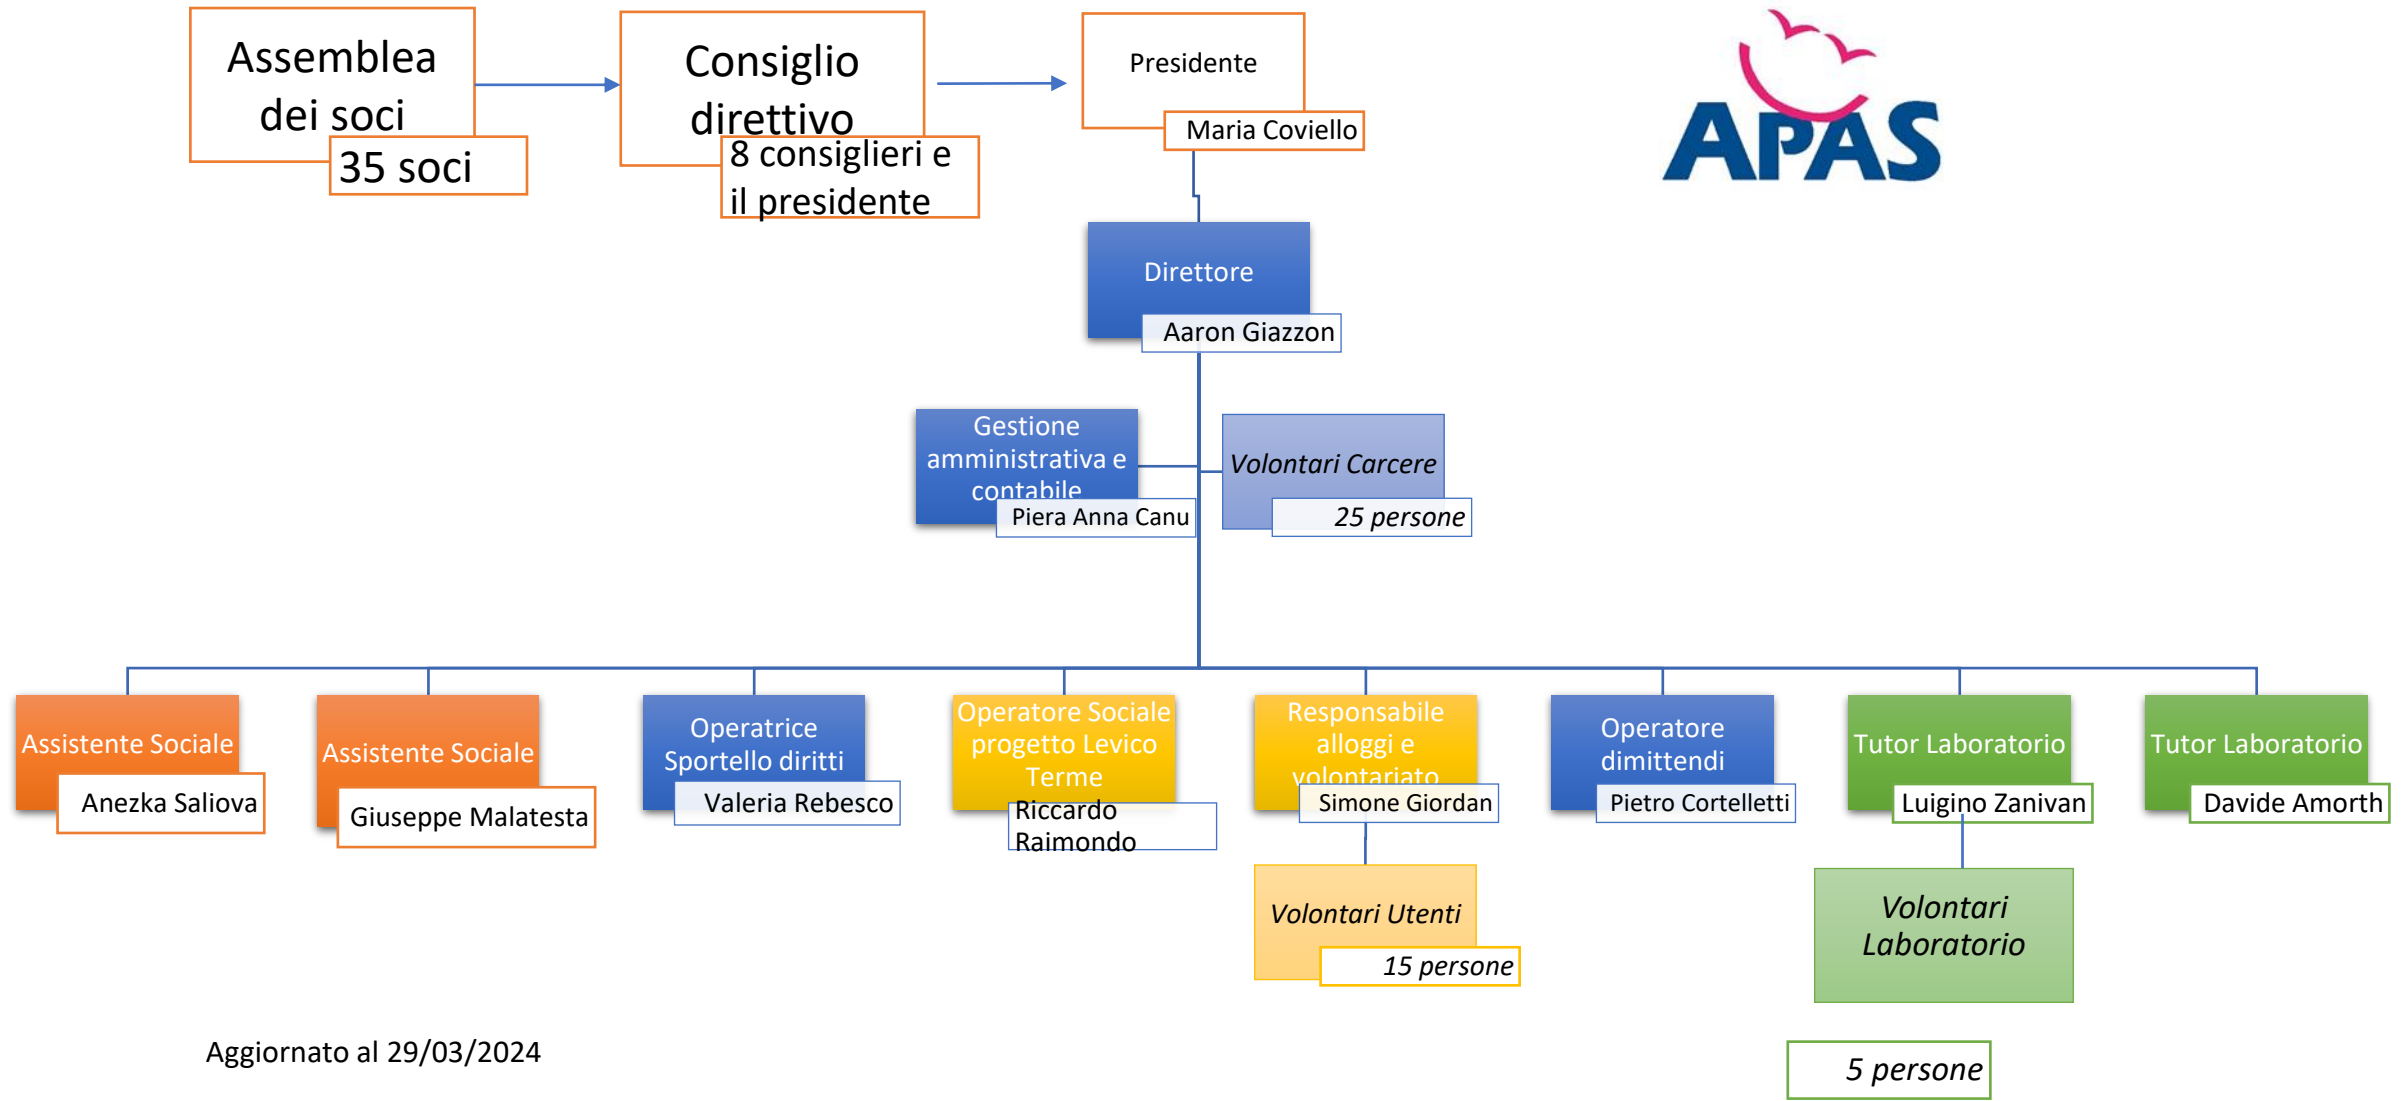 Assemblea
dei soci
35 soci
Consiglio
direttivo
8 consiglieri e
il presidente
Presidente
Maria Coviello
APAS
Direttore
Aaron Giazzon
Gestione
amministrativa e
contabile
Piera Anna Canu
Volontari Carcere
25 persone
Assistente Sociale
Anezka Saliova
Assistente Sociale
Giuseppe Malatesta
Operatrice
Sportello diritti
Valeria Rebesco
Operatore Sociale
progetto Levico
Terme
Riccardo
Raimondo
Responsabile
alloggi e
volontariato
Simone Giordan
Operatore
dimittendi
Pietro Cortelletti
Tutor Laboratorio
Luigino Zanivan
Tutor Laboratorio
Davide Amorth
Volontari Utenti
15 persone
Volontari
Laboratorio
5 persone
Aggiornato al 29/03/2024